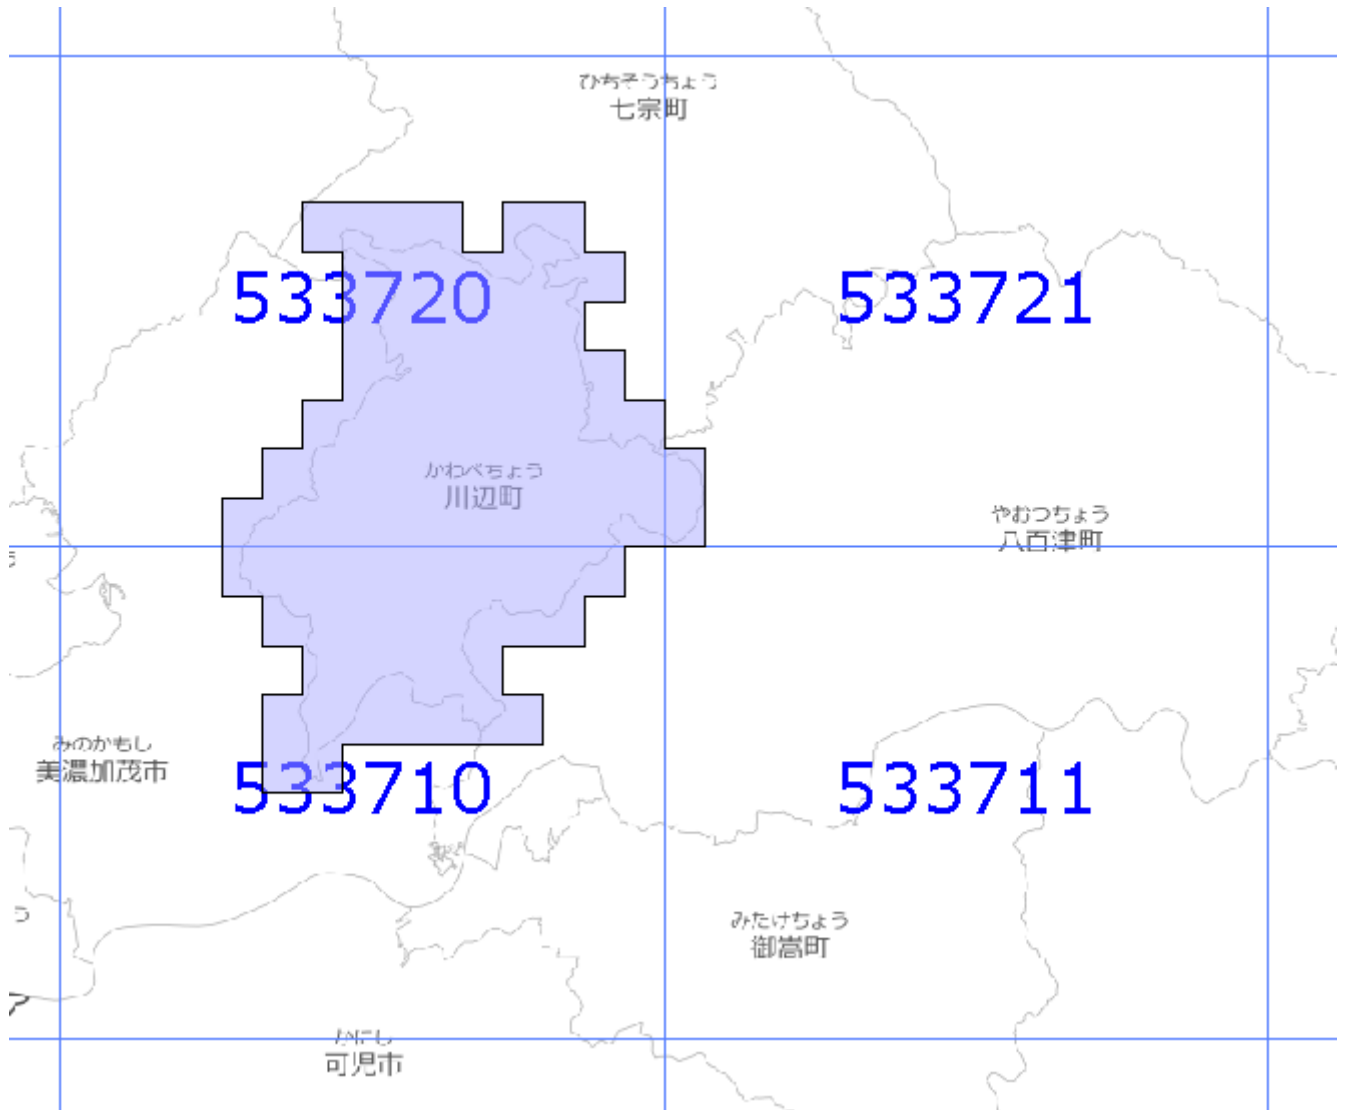 ひちそうちょう
七宗町
533720
533721
かわべちょう
川辺町
やおつちょう
八百津町
みのかもし
美濃加茂市
533710
533711
みたけちょう
御嵩町
かにし
可児市